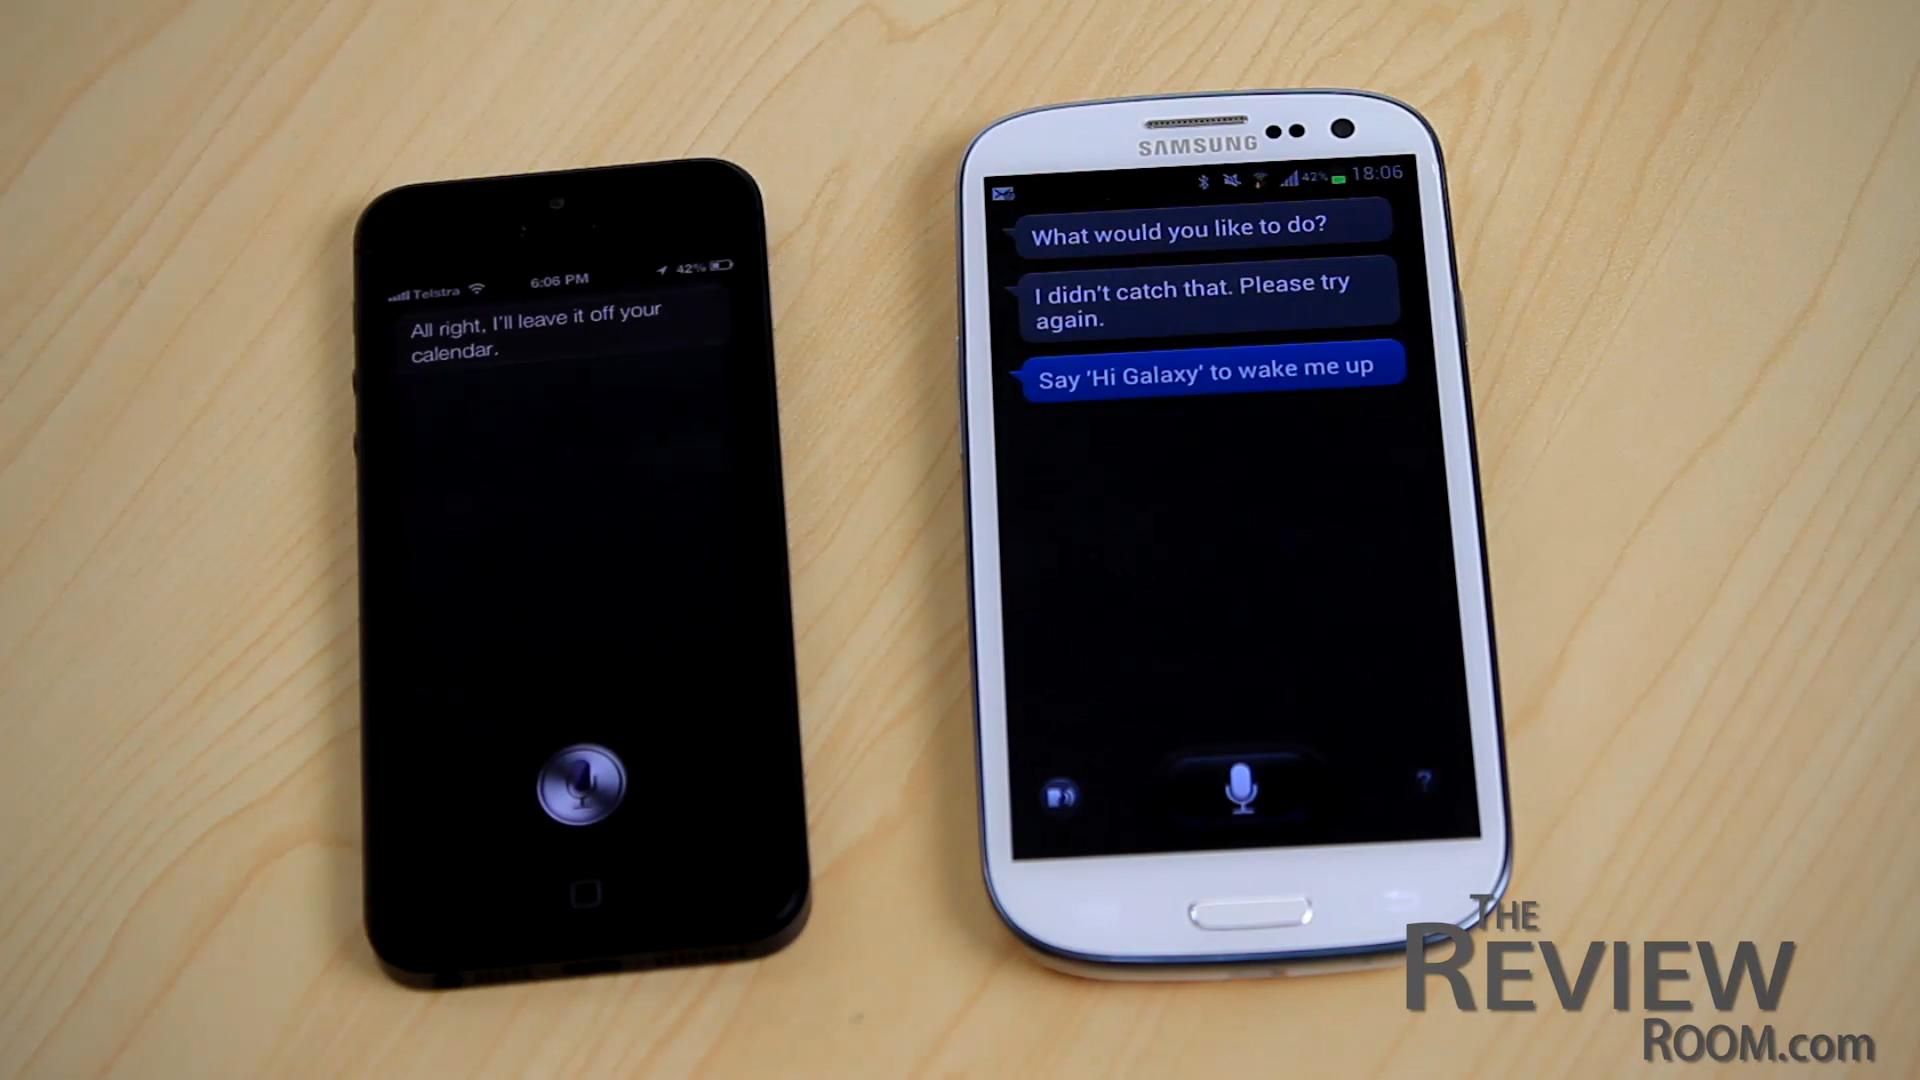 Telstra 6:06 PM 42%
All right, I'll leave it off your
calendar.
SAMSUNG
42% 18:06
What would you like to do?
I didn't catch that. Please try
again.
Say 'Hi Galaxy' to wake me up
?
THE
REVIEW
ROOM.com